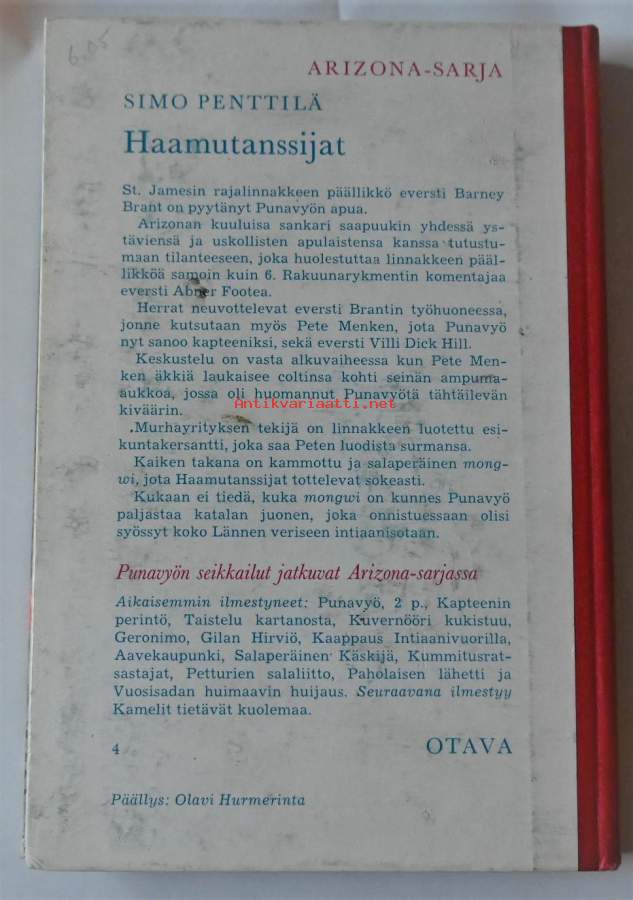 6.05
ARIZONA-SARJA
SIMO PENTTILÄ
Haamutanssijat
St. Jamesin rajalinnakkeen päällikkö eversti Barney
Brant on pyytänyt Punavyön apua.
Arizonan kuuluisa sankari saapuukin yhdessä ys-
täviensä ja uskollisten apulaistensa kanssa tutustu-
maan tilanteeseen, joka huolestuttaa linnakkeen pääl-
likköä samoin kuin 6. Rakuunarykmentin komentajaa
eversti Abner Footea.
Herrat neuvottelevat eversti Brantin työhuoneessa,
jonne kutsutaan myös Pete Menken, jota Punavyö
nyt sanoo kapteeniksi, sekä eversti Villi Dick Hill.
Keskustelu on vasta alkuvaiheessa kun Pete Men-
ken äkkiä laukaisee coltinsa kohti seinän ampuma-
aukkoa, jossa oli huomannut Punavyötä tähtäilevän
kiväärin.
Antikvariaatti.net
Murhayrityksen tekijä on linnakkeen luotettu esi-
kuntakersantti, joka saa Peten luodista surmansa.
Kaiken takana on kammottu ja salaperäinen mong-
wi, jota Haamutanssijat tottelevat sokeasti.
Kukaan ei tiedä, kuka mongwi on kunnes Punavyö
paljastaa katalan juonen, joka onnistuessaan olisi
syössyt koko Lännen veriseen intiaanisotaan.
Punavyön seikkailut jatkuvat Arizona-sarjassa
Aikaisemmin ilmestyneet: Punavyö, 2 p., Kapteenin
perintö, Taistelu kartanosta, Kuvernööri kukistuu,
Geronimo, Gilan Hirviö, Kaappaus Intiaanivuorilla,
Aavekaupunki, Salaperäinen Käskijä, Kummitusrat-
sastajat, Petturien salaliitto, Paholaisen lähetti ja
Vuosisadan huimaavin huijaus. Seuraavana ilmestyy
Kamelit tietävät kuolemaa.
4 OTAVA
Päällys: Olavi Hurmerinta